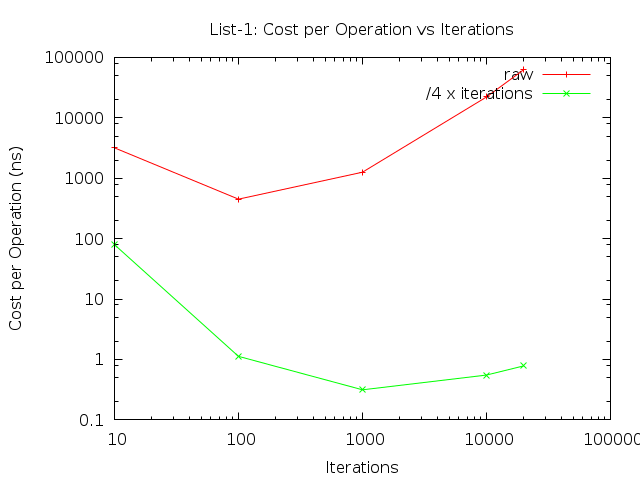 List-1: Cost per Operation vs Iterations
100000
raw
/4 x iterations
10000
1000
100
10
1
0.1
Cost per Operation (ns)
10 100 1000 10000 100000
Iterations